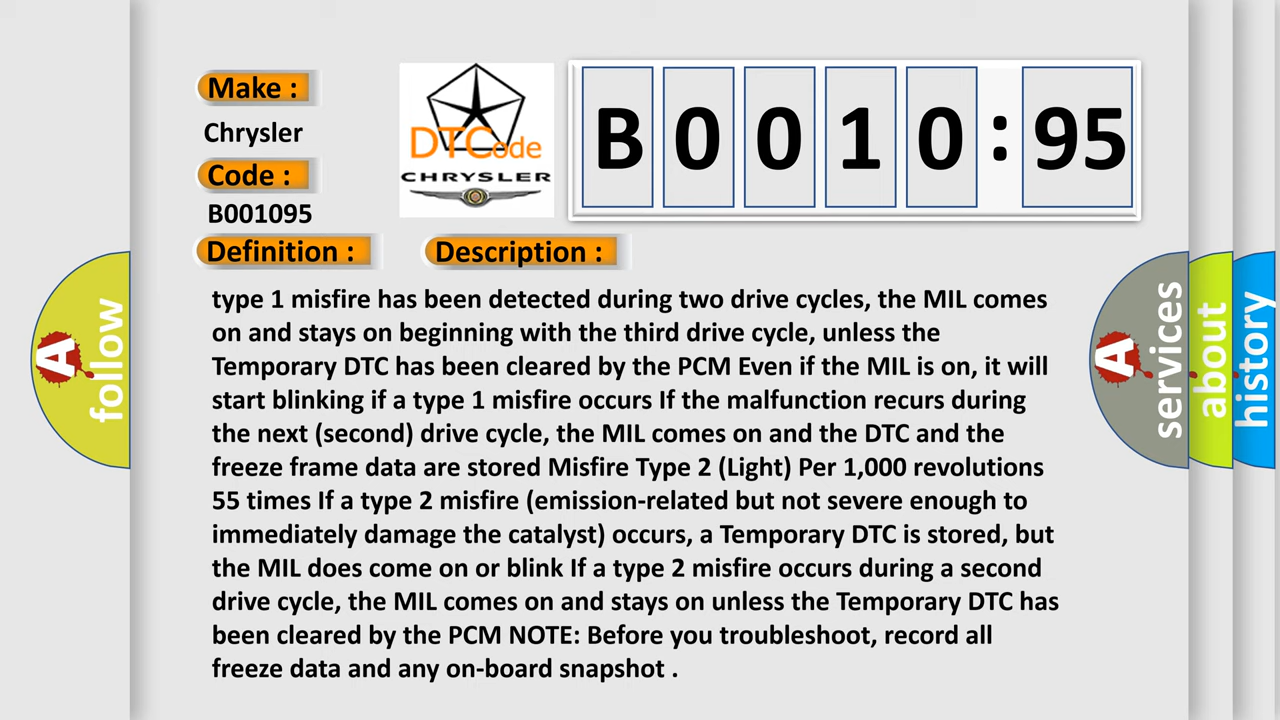 Make :
Chrysler
Code :
B001095
DTCode
CHRYSLER
B0010:95
Definition :
Description :
type 1 misfire has been detected during two drive cycles, the MIL comes
on and stays on beginning with the third drive cycle, unless the
Temporary DTC has been cleared by the PCM Even if the MIL is on, it will
start blinking if a type 1 misfire occurs If the malfunction recurs during
the next (second) drive cycle, the MIL comes on and the DTC and the
freeze frame data are stored Misfire Type 2 (Light) Per 1,000 revolutions
55 times If a type 2 misfire (emission-related but not severe enough to
immediately damage the catalyst) occurs, a Temporary DTC is stored, but
the MIL does come on or blink If a type 2 misfire occurs during a second
drive cycle, the MIL comes on and stays on unless the Temporary DTC has
been cleared by the PCM NOTE: Before you troubleshoot, record all
freeze data and any on-board snapshot .
A
follow
A
services
about
history